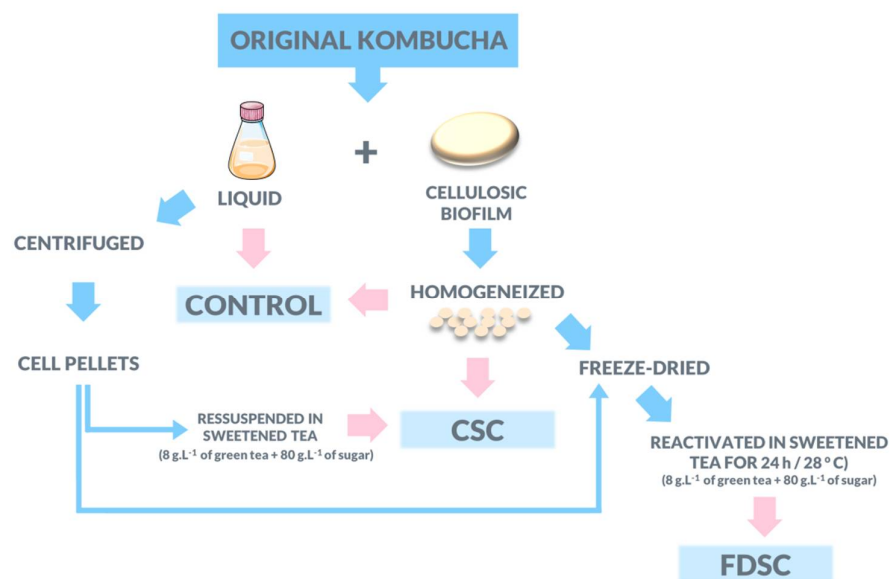 ORIGINAL KOMBUCHA
+
LIQUID
CELLULOSIC
BIOFILM
CENTRIFUGED
CONTROL
HOMOGENEIZED
CELL PELLETS
FREEZE-DRIED
RESSUSPENDED IN
SWEETENED TEA
(8 g.L⁻¹ of green tea + 80 g.L⁻¹ of sugar)
CSC
REACTIVATED IN SWEETENED
TEA FOR 24 h / 28 º C)
(8 g.L⁻¹ of green tea + 80 g.L⁻¹ of sugar)
FDSC